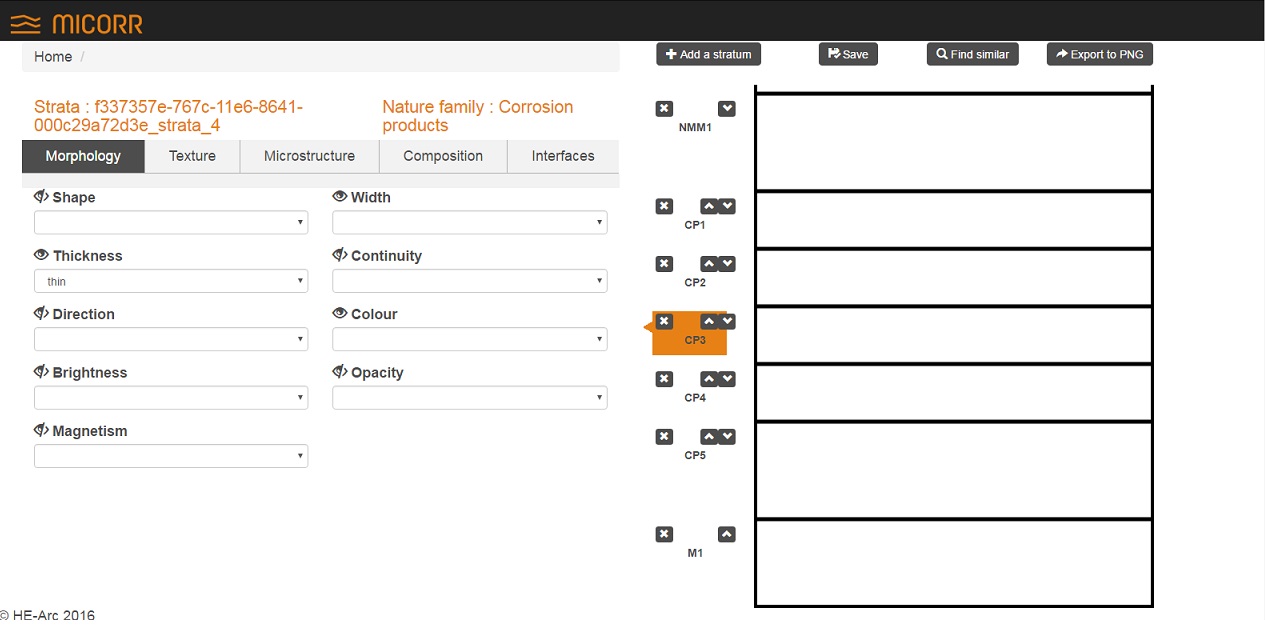 MICORR
Home /
Add a stratum
Save
Find similar
Export to PNG
Strata : f337357e-767c-11e6-8641-
000c29a72d3e_strata_4
Nature family : Corrosion
products
Morphology
Texture
Microstructure
Composition
Interfaces
Shape
Width
Thickness
thin
Continuity
Direction
Colour
Brightness
Opacity
Magnetism
NMM1
CP1
CP2
CP3
CP4
CP5
M1
© HE-Arc 2016